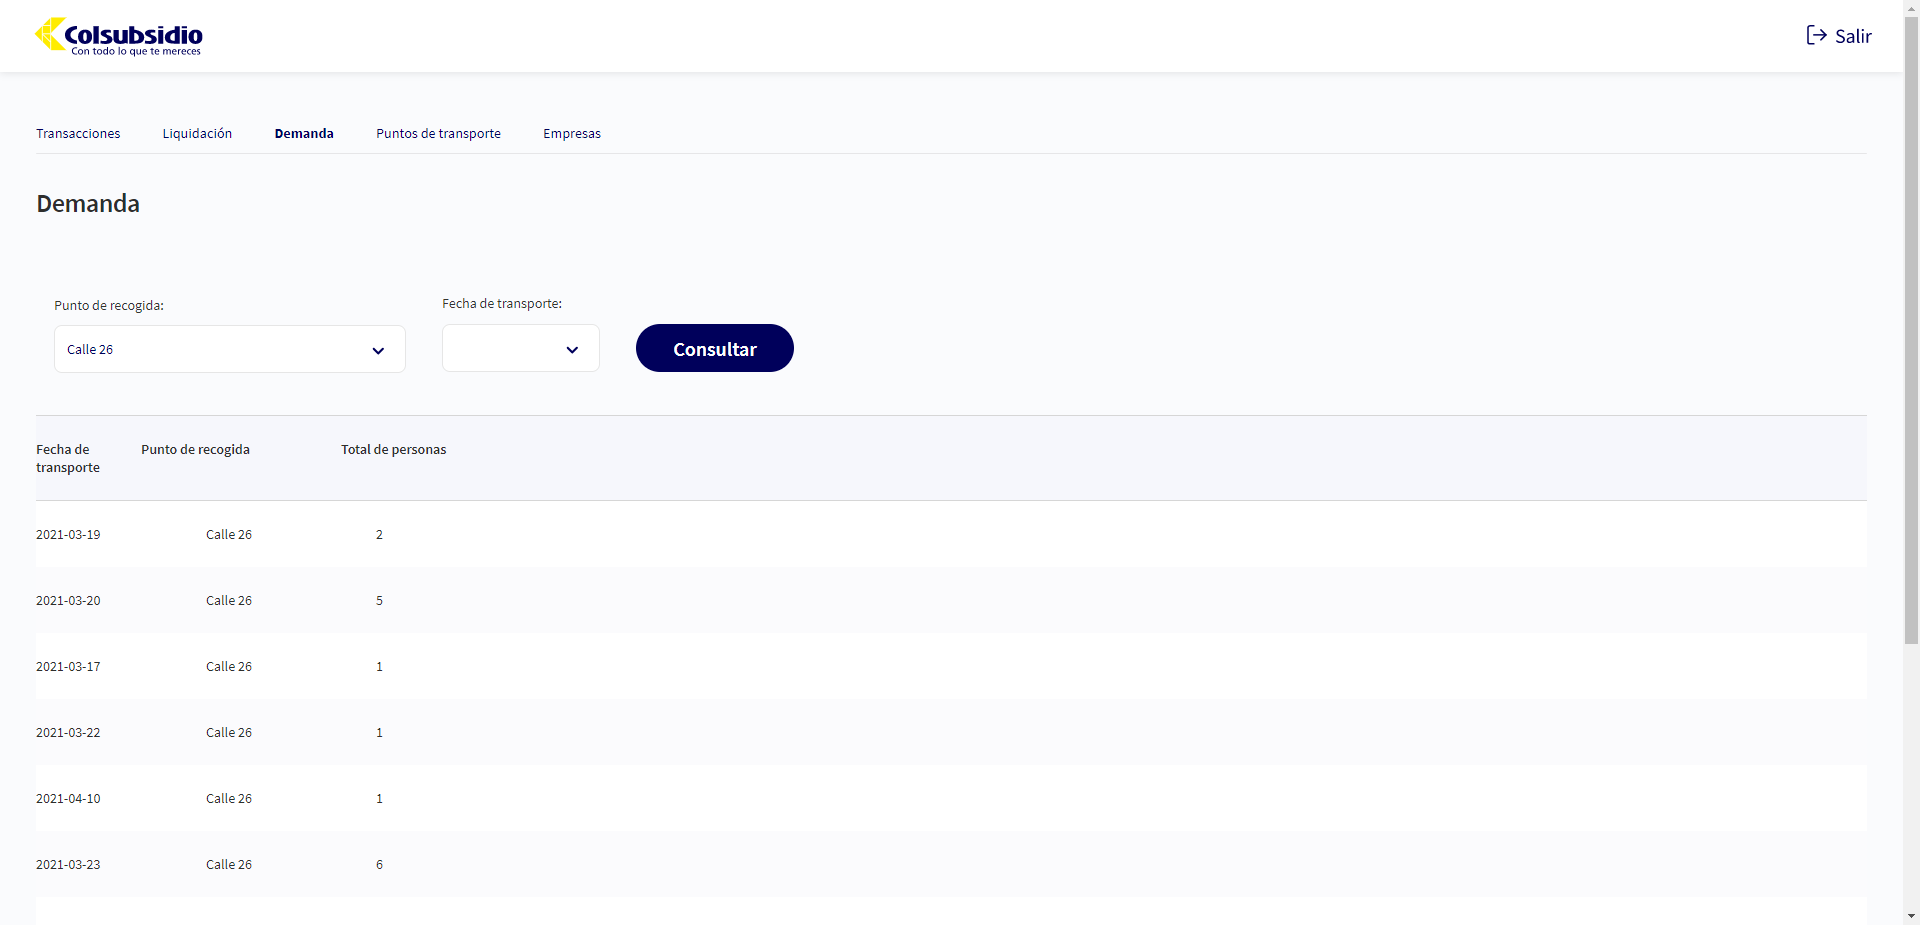 Colsubsidio
Con todo lo que te mereces
Salir
Transacciones Liquidación Demanda Puntos de transporte Empresas
Demanda
Punto de recogida: Fecha de transporte:
Calle 26 Consultar
Fecha de transporte Punto de recogida Total de personas
2021-03-19 Calle 26 2
2021-03-20 Calle 26 5
2021-03-17 Calle 26 1
2021-03-22 Calle 26 1
2021-04-10 Calle 26 1
2021-03-23 Calle 26 6